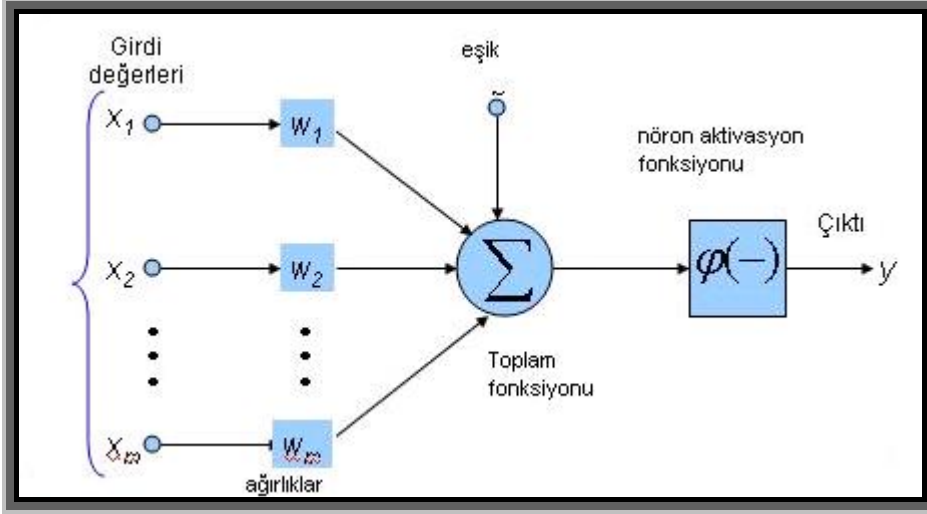 Girdi
değerleri
eşik
~
x1
w1
nöron aktivasyon
fonksiyonu
Çıktı
x2
w2
Σ
φ(−)
y
Toplam
fonksiyonu
xm
wm
ağırlıklar